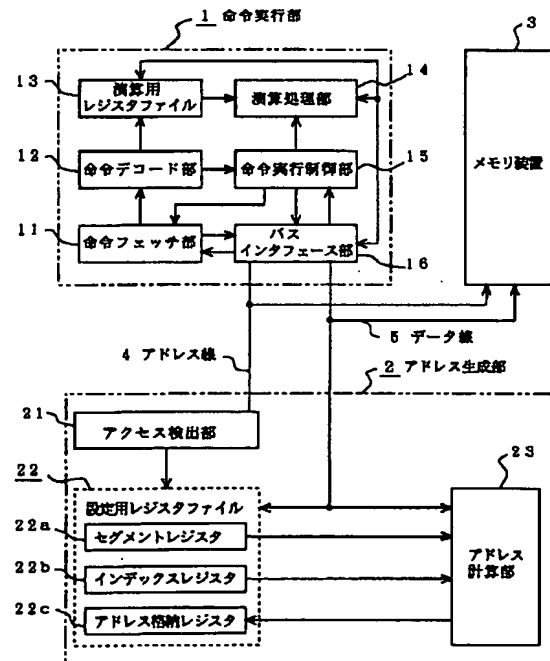 1 命令実行部
3
13
演算用
レジスタファイル
演算処理部
14
12
命令デコード部
命令実行制御部
15
メモリ装置
11
命令フェッチ部
バス
インタフェース部
16
5 データ線
4 アドレス線
2 アドレス生成部
21
アクセス検出部
23
22
設定用レジスタファイル
22a
セグメントレジスタ
22b
インデックスレジスタ
アドレス
計算部
22c
アドレス格納レジスタ